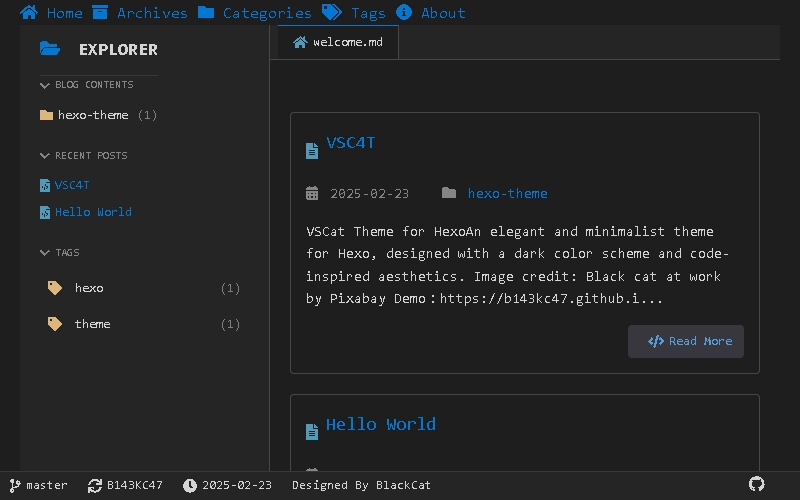 Home Archives Categories Tags About
EXPLORER
BLOG CONTENTS
hexo-theme (1)
RECENT POSTS
VSC4T
Hello World
TAGS
hexo (1)
theme (1)
welcome.md
VSC4T
2025-02-23 hexo-theme
VSCat Theme for HexoAn elegant and minimalist theme
for Hexo, designed with a dark color scheme and code-
inspired aesthetics. Image credit: Black cat at work
by Pixabay Demo：https://b143kc47.github.i...
Read More
Hello World
master B143KC47 2025-02-23 Designed By BlackCat